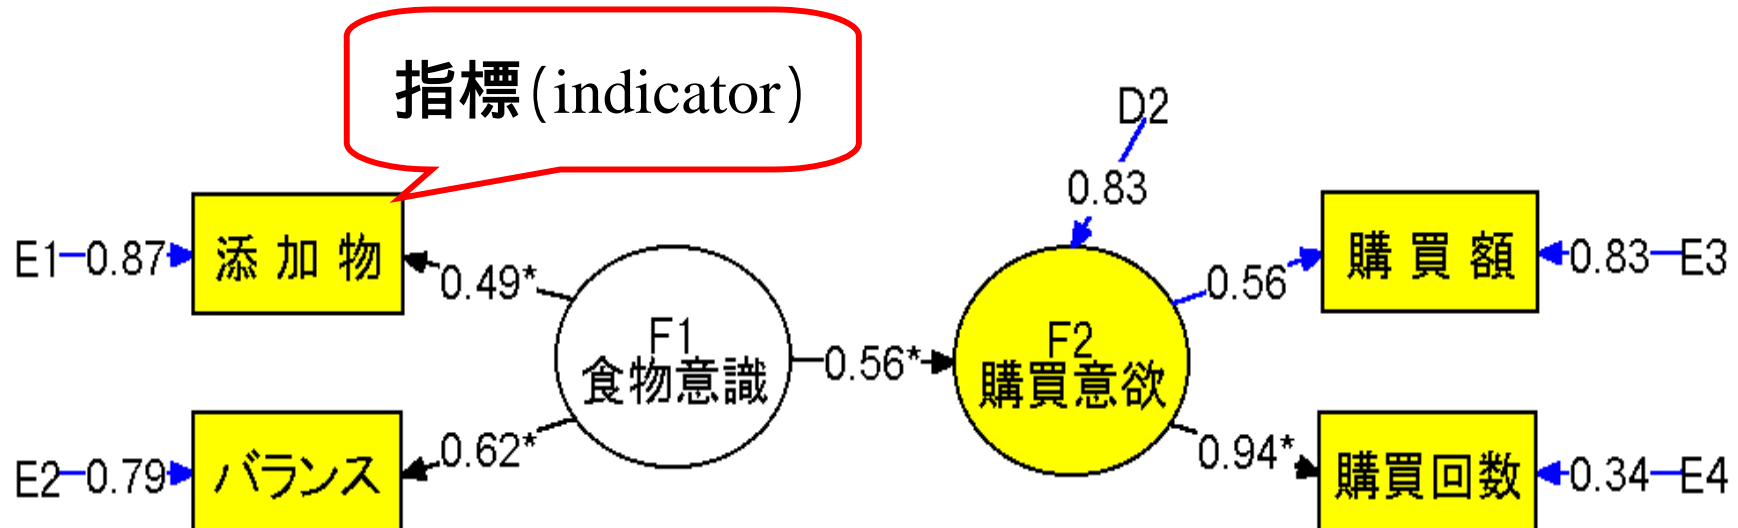 指標(indicator)
D2
0.83
E1 0.87 添加物 0.49*
0.56 購買額 0.83 E3
F1
食物意識
0.56*
F2
購買意欲
E2 0.79 バランス 0.62*
0.94* 購買回数 0.34 E4